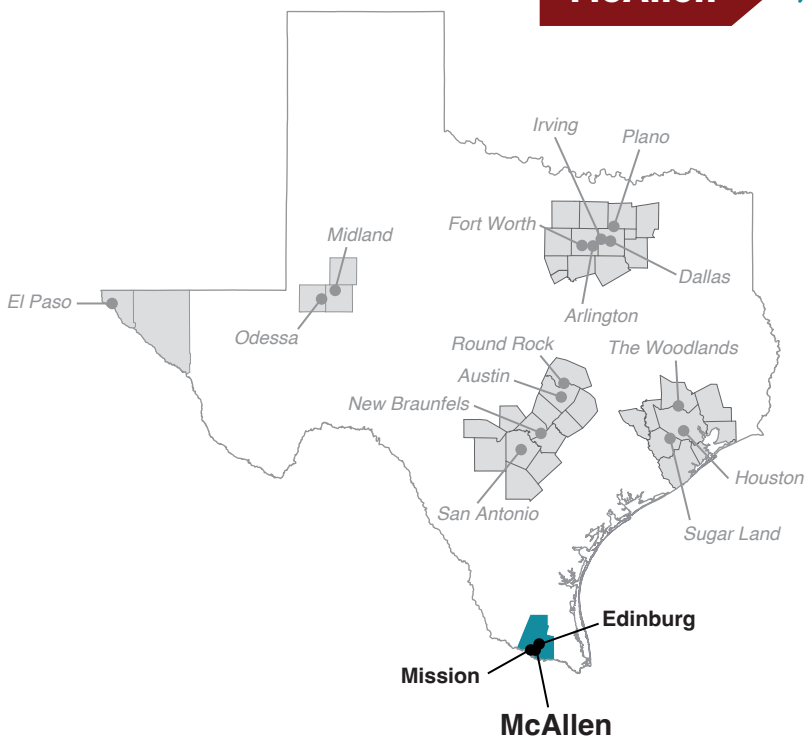 McAllen
Irving
Plano
Fort Worth
Midland
Dallas
El Paso
Arlington
Odessa
Round Rock
The Woodlands
Austin
New Braunfels
Houston
San Antonio
Sugar Land
Edinburg
Mission
McAllen